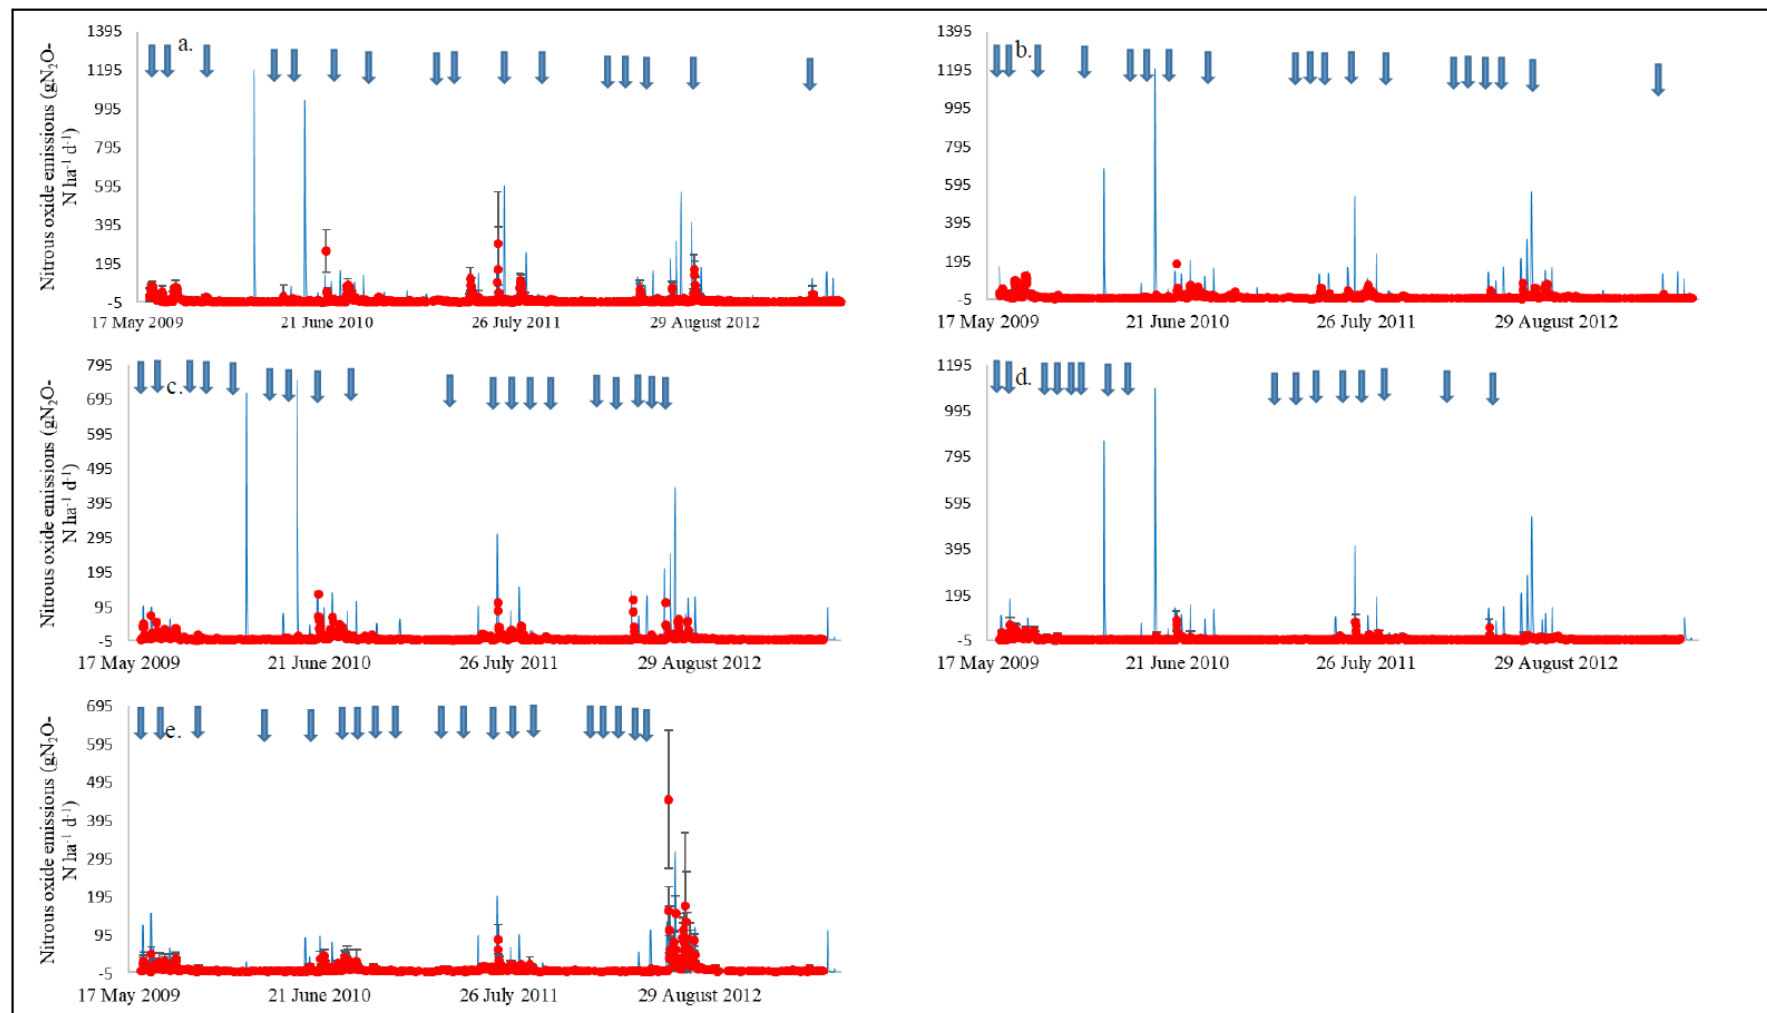 Nitrous oxide emissions (gN₂O-
N ha⁻¹ d⁻¹)
a.
1395
1195
995
795
595
395
195
-5
17 May 2009 21 June 2010 26 July 2011 29 August 2012
b.
1395
1195
995
795
595
395
195
-5
17 May 2009 21 June 2010 26 July 2011 29 August 2012
Nitrous oxide emissions (gN₂O-
N ha⁻¹ d⁻¹)
c.
795
695
595
495
395
295
195
95
-5
17 May 2009 21 June 2010 26 July 2011 29 August 2012
d.
1195
995
795
595
395
195
-5
17 May 2009 21 June 2010 26 July 2011 29 August 2012
Nitrous oxide emissions (gN₂O-
N ha⁻¹ d⁻¹)
e.
695
595
495
395
295
195
95
-5
17 May 2009 21 June 2010 26 July 2011 29 August 2012